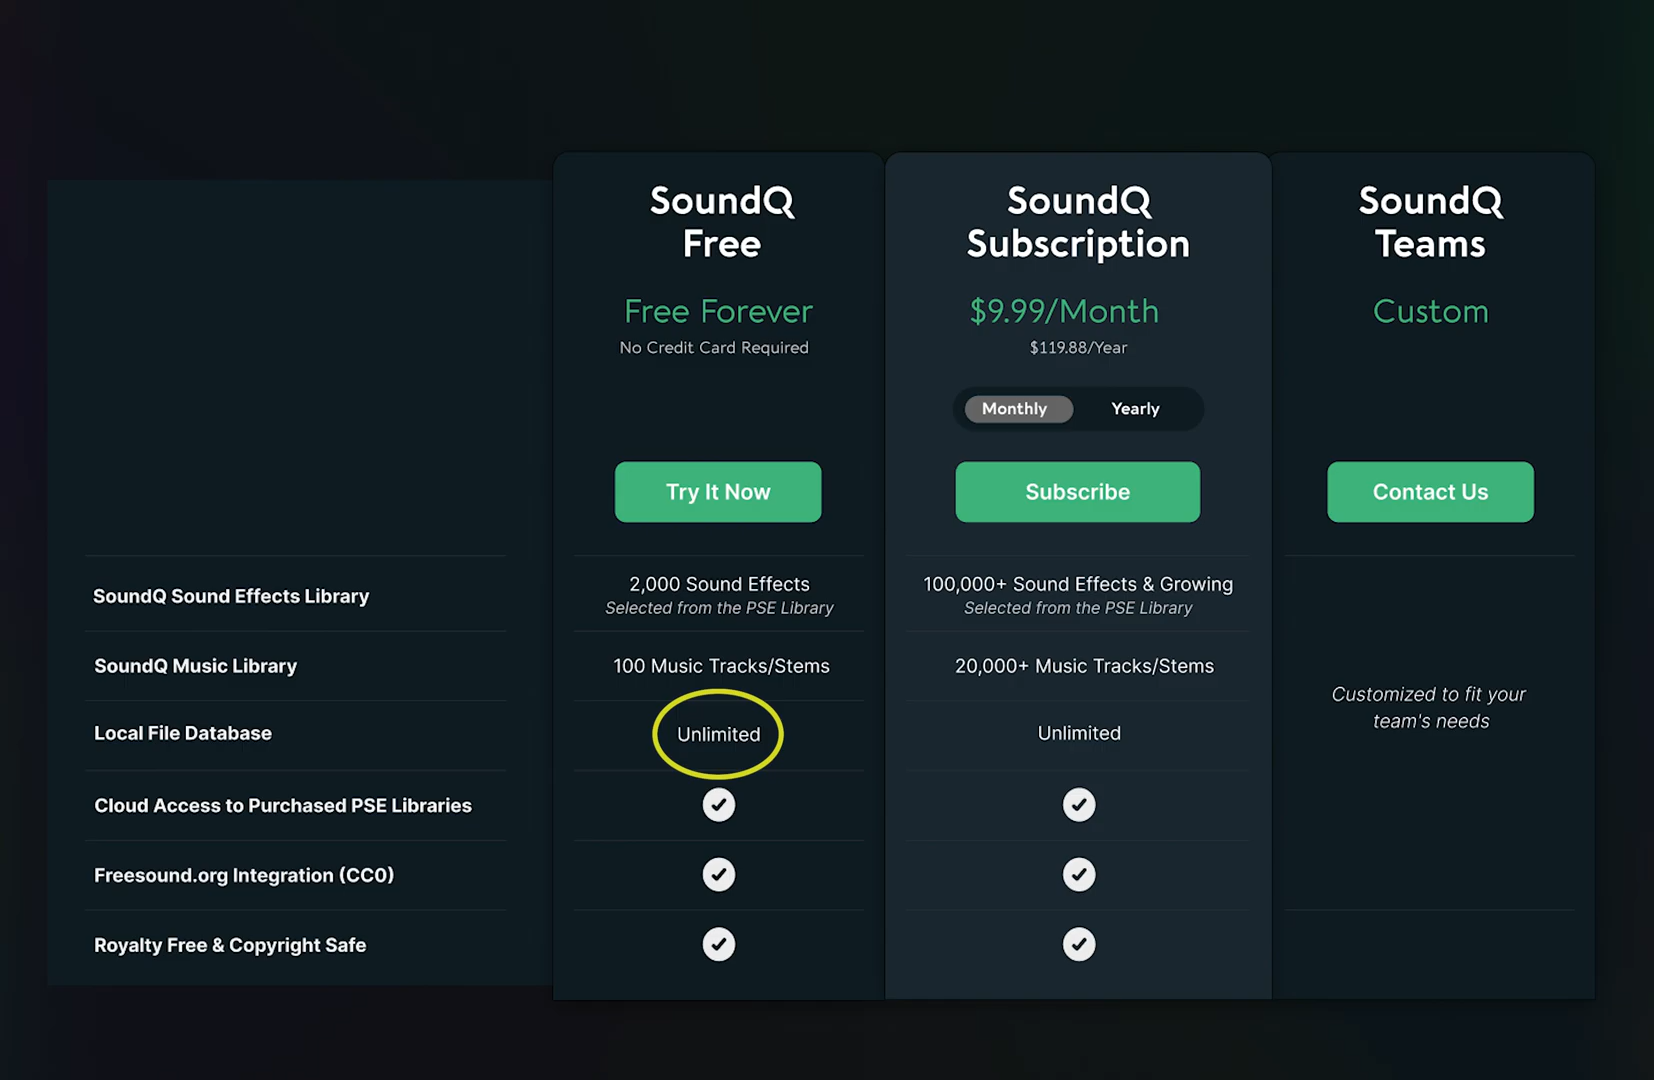 SoundQ
Free
Free Forever
No Credit Card Required
Try It Now
SoundQ
Subscription
$9.99/Month
$119.88/Year
Monthly Yearly
Subscribe
SoundQ
Teams
Custom
Contact Us
SoundQ Sound Effects Library
2,000 Sound Effects
Selected from the PSE Library
100,000+ Sound Effects & Growing
Selected from the PSE Library
SoundQ Music Library
100 Music Tracks/Stems
20,000+ Music Tracks/Stems
Customized to fit your
team's needs
Local File Database
Unlimited
Unlimited
Cloud Access to Purchased PSE Libraries
Freesound.org Integration (CC0)
Royalty Free & Copyright Safe